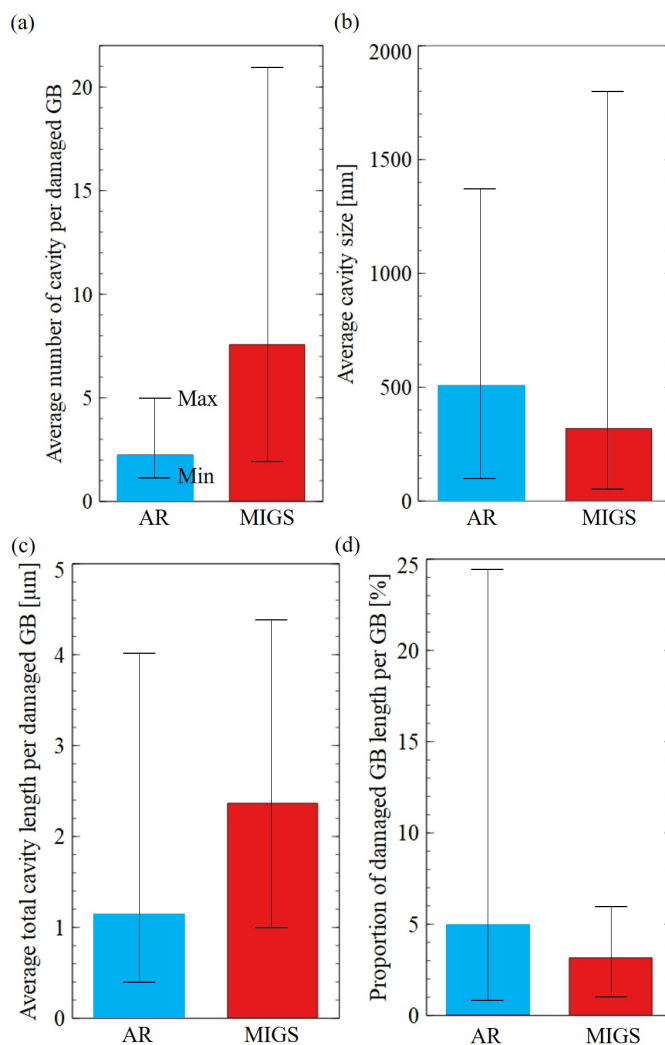 (a)
Average number of cavity per damaged GB
20
15
10
5
0
Max
Min
AR MIGS
(b)
Average cavity size [nm]
2000
1500
1000
500
0
AR MIGS
(c)
Average total cavity length per damaged GB [µm]
5
4
3
2
1
0
AR MIGS
(d)
Proportion of damaged GB length per GB [%]
25
20
15
10
5
0
AR MIGS